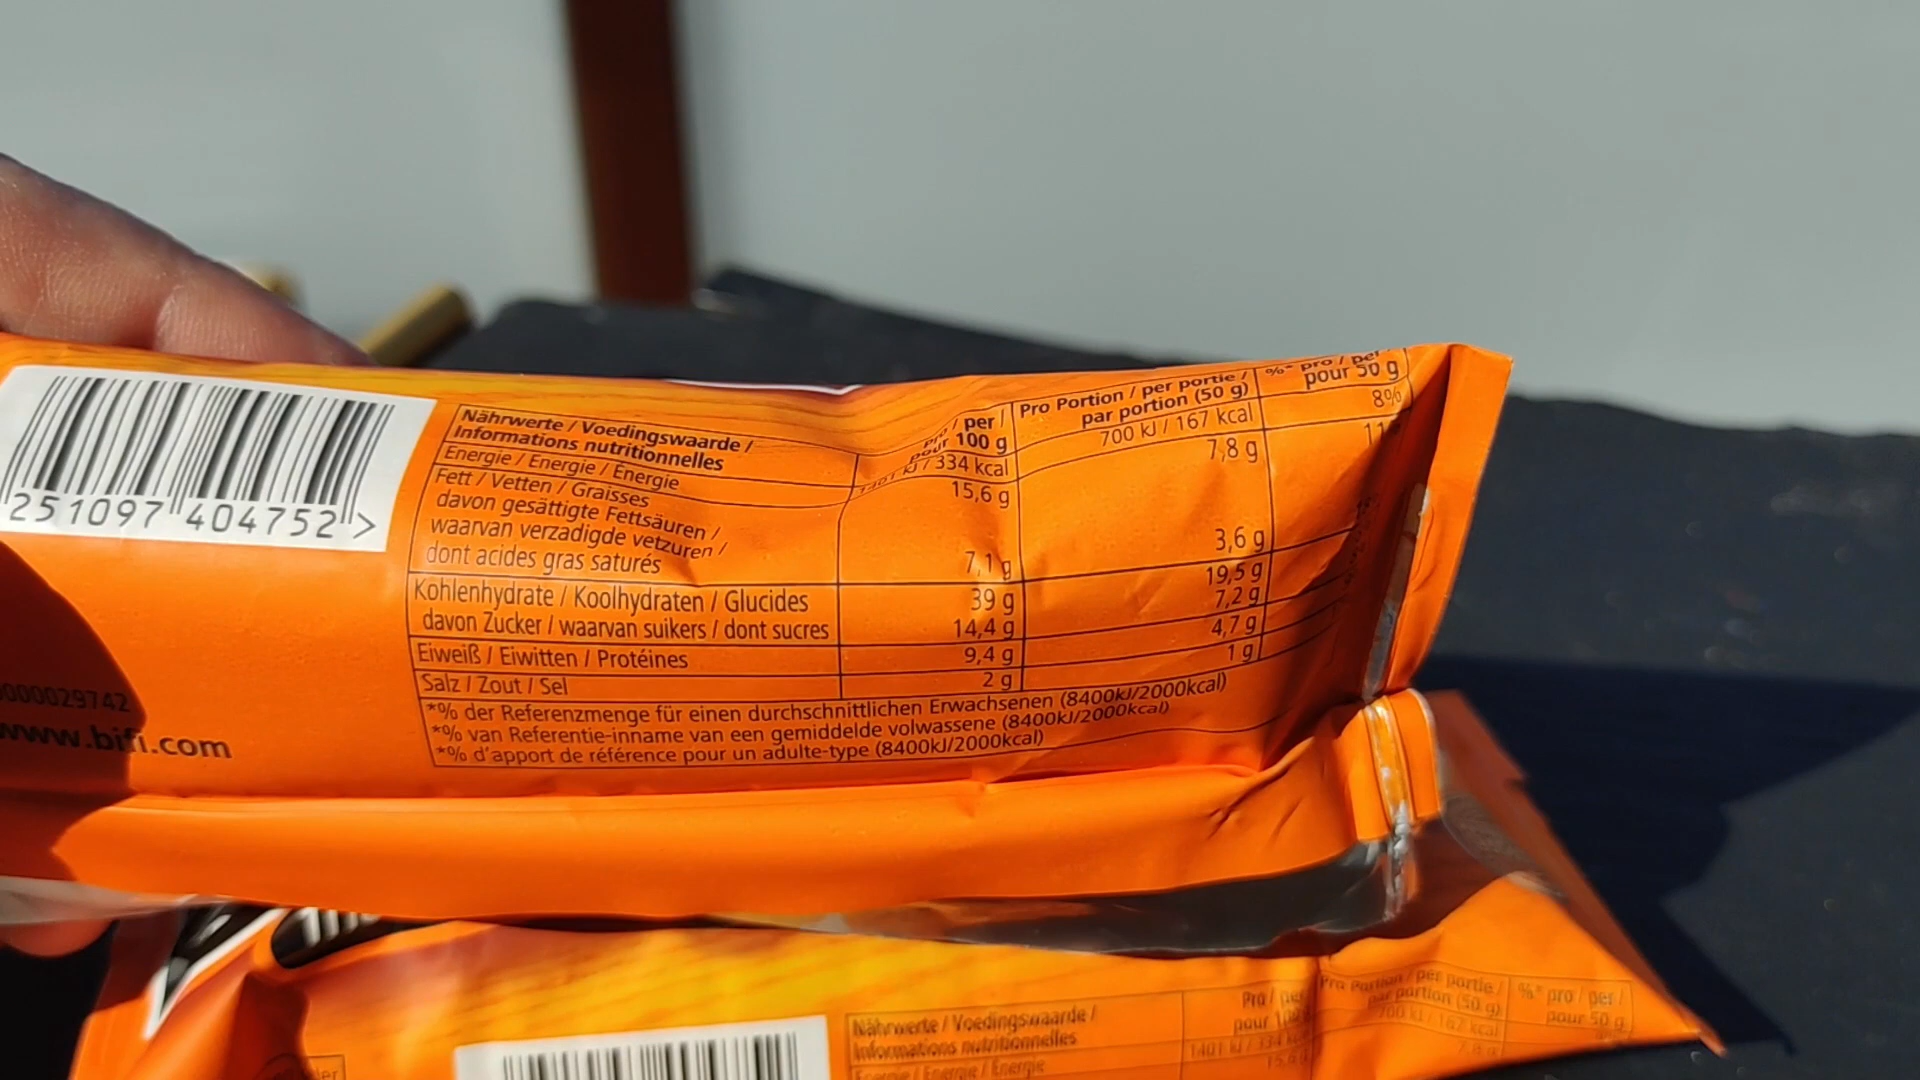 251097 404752 >
000029742
www.bifi.com
Nährwerte / Voedingswaarde /
Informations nutritionnelles
pro / per /
pour 100 g
Pro Portion / per portie /
par portion (50 g)
%* pro / per
pour 50 g
Energie / Energie / Énergie
1401 kJ / 334 kcal
700 kJ / 167 kcal
8%
Fett / Vetten / Graisses
15,6 g
7,8 g
davon gesättigte Fettsäuren /
waarvan verzadigde vetzuren /
dont acides gras saturés
7,1 g
3,6 g
Kohlenhydrate / Koolhydraten / Glucides
39 g
19,5 g
davon Zucker / waarvan suikers / dont sucres
14,4 g
7,2 g
Eiweiß / Eiwitten / Protéines
9,4 g
4,7 g
Salz / Zout / Sel
2 g
1 g
*% der Referenzmenge für einen durchschnittlichen Erwachsenen (8400kJ/2000kcal)
*% van Referentie-inname van een gemiddelde volwassene (8400kJ/2000kcal)
*% d'apport de référence pour un adulte-type (8400kJ/2000kcal)
Nährwerte / Voedingswaarde /
Informations nutritionnelles
Pro / per
pour 100 g
Pro Portion / per portie /
par portion (50 g)
%* pro / per /
pour 50 g
Energie / Energie / Énergie
1401 kJ / 334 kcal
700 kJ / 167 kcal